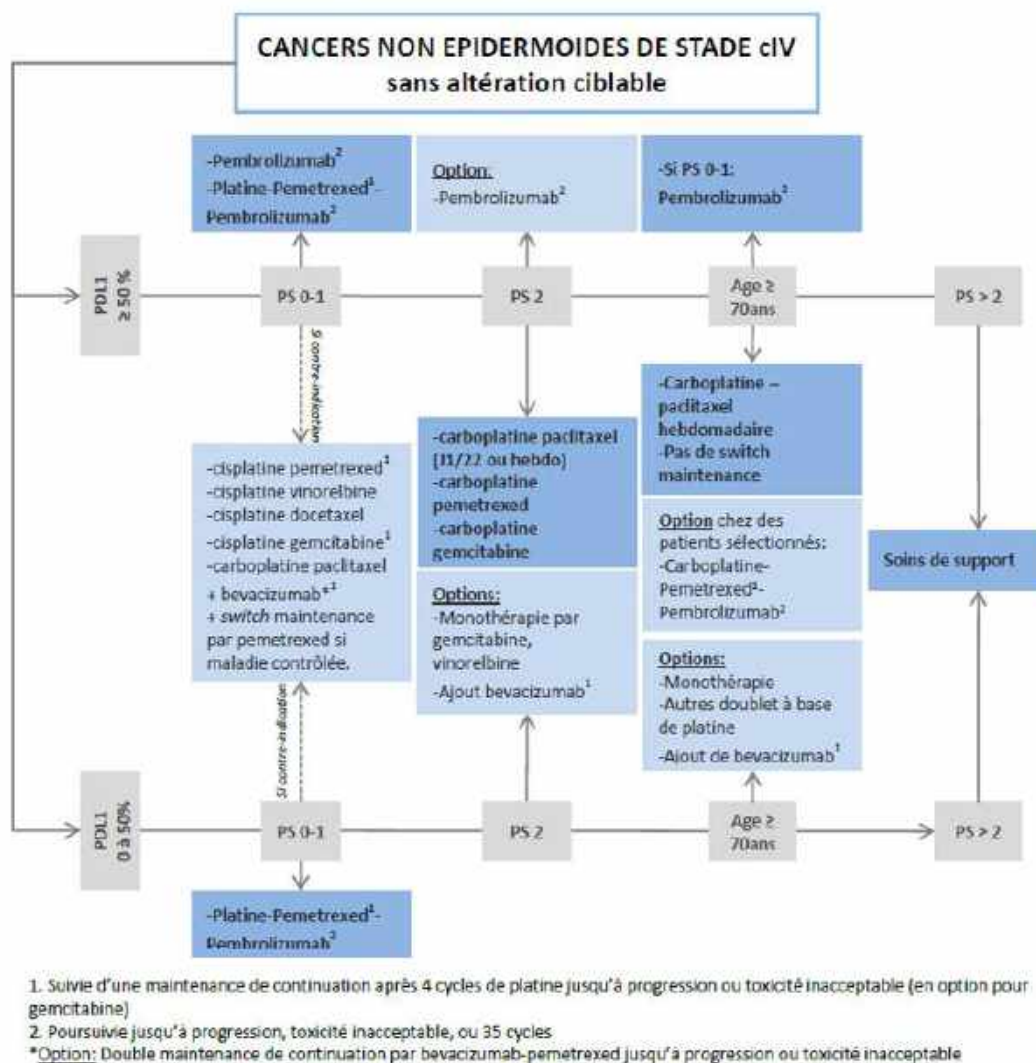 CANCERS NON EPIDERMOIDES DE STADE cIV
sans altération ciblable
-Pembrolizumab²
-Platine-Pemetrexed¹-
Pembrolizumab²
Option:
-Pembrolizumab²
-Si PS 0-1:
Pembrolizumab²
PDL1
≥ 50 %
PS 0-1
PS 2
Age ≥
70ans
PS > 2
Si contre-indication
-cisplatine pemetrexed¹
-cisplatine vinorelbine
-cisplatine docetaxel
-cisplatine gemcitabine¹
-carboplatine paclitaxel
+ bevacizumab*¹
+ switch maintenance
par pemetrexed si
maladie contrôlée.
-carboplatine paclitaxel
(J1/22 ou hebdo)
-carboplatine
pemetrexed
-carboplatine
gemcitabine
Options:
-Monothérapie par
gemcitabine,
vinorelbine
-Ajout bevacizumab¹
-Carboplatine –
paclitaxel
hebdomadaire
-Pas de switch
maintenance
Option chez des
patients sélectionnés:
-Carboplatine-
Pemetrexed¹-
Pembrolizumab²
Options:
-Monothérapie
-Autres doublet à base
de platine
-Ajout de bevacizumab¹
Soins de support
Si contre-indication
PDL1
0 à 50%
PS 0-1
PS 2
Age ≥
70ans
PS > 2
-Platine-Pemetrexed¹-
Pembrolizumab²
1. Suivie d'une maintenance de continuation après 4 cycles de platine jusqu'à progression ou toxicité inacceptable (en option pour
gemcitabine)
2. Poursuivie jusqu'à progression, toxicité inacceptable, ou 35 cycles
*Option: Double maintenance de continuation par bevacizumab-pemetrexed jusqu'à progression ou toxicité inacceptable